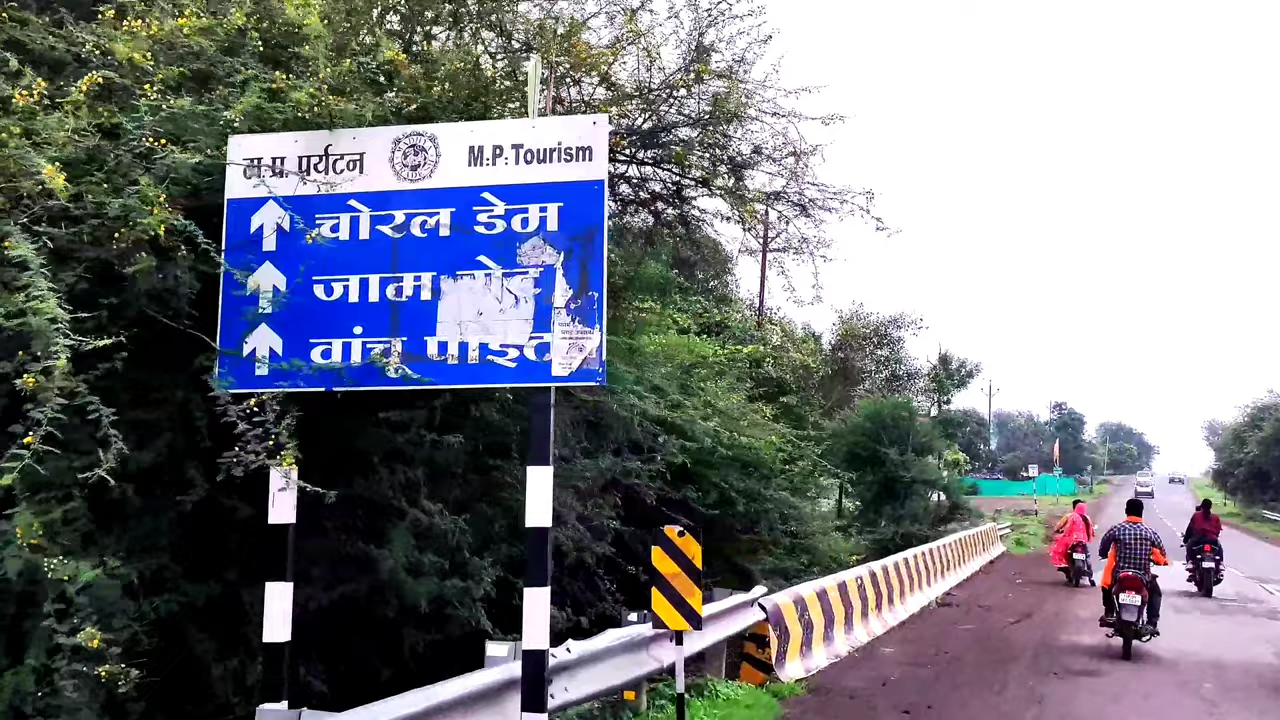 म.प्र. पर्यटन M.P. Tourism
चोरल डेम
जाम गेट
वांचू पाइंट